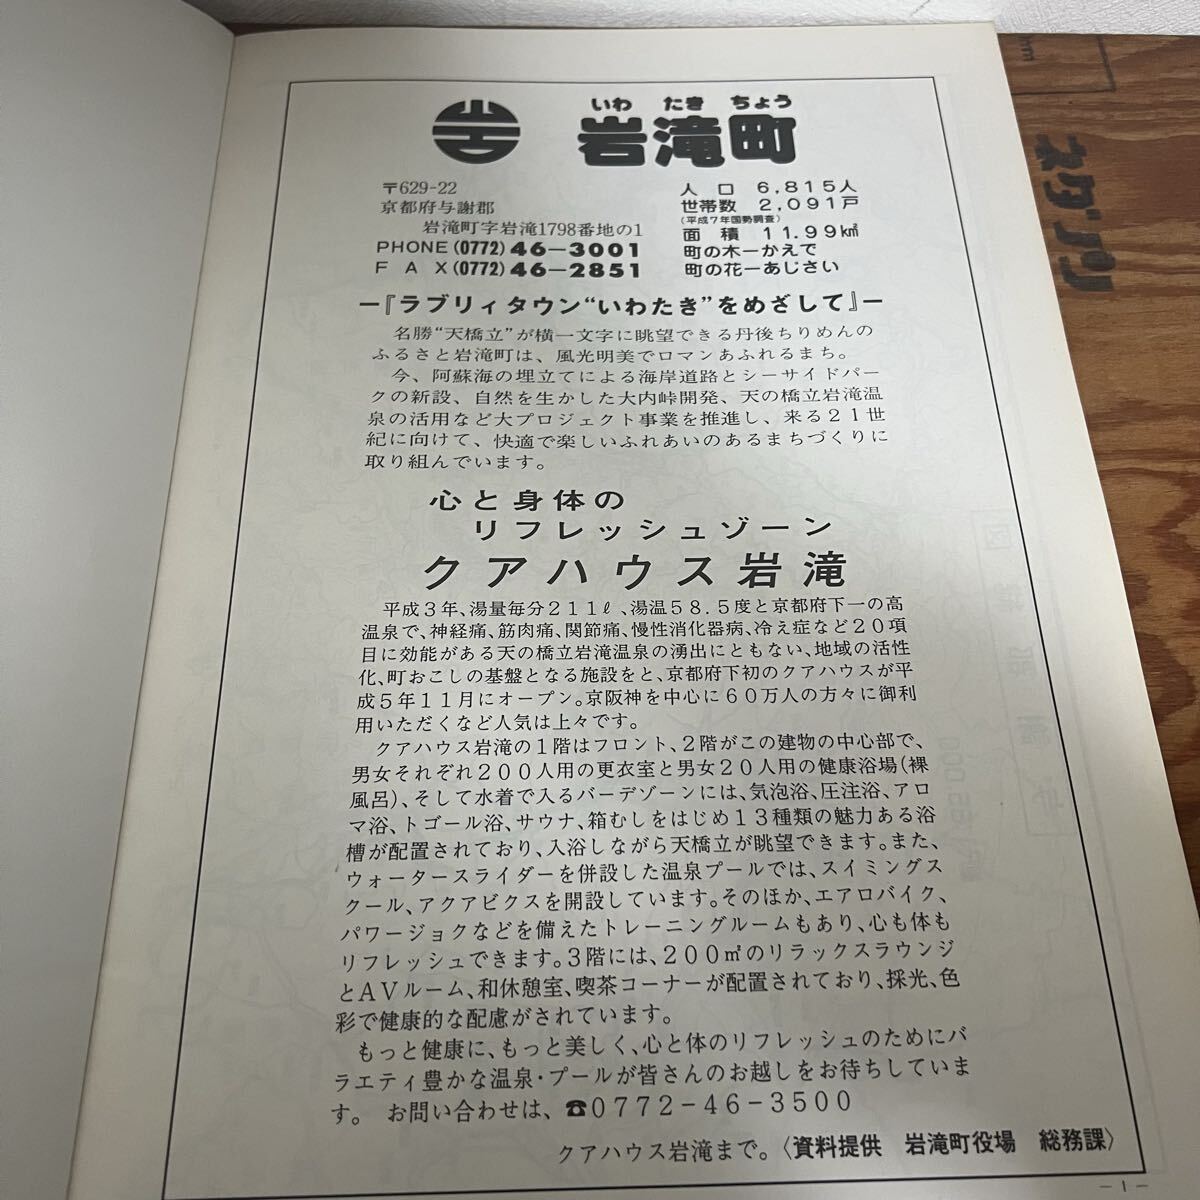 いわ たき ちょう
岩滝町
〒629-22
京都府与謝郡
岩滝町字岩滝1798番地の1
PHONE(0772)46-3001
FAX(0772)46-2851
人口 6,815人
世帯数 2,091戸
(平成7年国勢調査)
面積 11.99㎢
町の木ーかえで
町の花ーあじさい
ー『ラブリィタウン“いわたき”をめざして』ー
名勝“天橋立”が横一文字に眺望できる丹後ちりめんの
ふるさと岩滝町は、風光明美でロマンあふれるまち。
今、阿蘇海の埋立てによる海岸道路とシーサイドパー
クの新設、自然を生かした大内峠開発、天の橋立岩滝温
泉の活用など大プロジェクト事業を推進し、来る21世
紀に向けて、快適で楽しいふれあいのあるまちづくりに
取り組んでいます。
心と身体の
リフレッシュゾーン
クアハウス岩滝
平成3年、湯量毎分211ℓ、湯温58.5度と京都府下一の高
温泉で、神経痛、筋肉痛、関節痛、慢性消化器病、冷え症など20項
目に効能がある天の橋立岩滝温泉の湧出にともない、地域の活性
化、町おこしの基盤となる施設をと、京都府下初のクアハウスが平
成5年11月にオープン。京阪神を中心に60万人の方々に御利
用いただくなど人気は上々です。
クアハウス岩滝の1階はフロント、2階がこの建物の中心部で、
男女それぞれ200人用の更衣室と男女20人用の健康浴場(裸
風呂)、そして水着で入るバーデゾーンには、気泡浴、圧注浴、アロ
マ浴、トゴール浴、サウナ、箱むしをはじめ13種類の魅力ある浴
槽が配置されており、入浴しながら天橋立が眺望できます。また、
ウォータースライダーを併設した温泉プールでは、スイミングス
クール、アクアビクスを開設しています。そのほか、エアロバイク、
パワージョクなどを備えたトレーニングルームもあり、心も体も
リフレッシュできます。3階には、200㎡のリラックスラウンジ
とAVルーム、和休憩室、喫茶コーナーが配置されており、採光、色
彩で健康的な配慮がされています。
もっと健康に、もっと美しく、心と体のリフレッシュのためにバ
ラエティ豊かな温泉・プールが皆さんのお越しをお待ちしていま
す。 お問い合わせは、☎0772-46-3500
クアハウス岩滝まで。〈資料提供 岩滝町役場 総務課〉
-1-